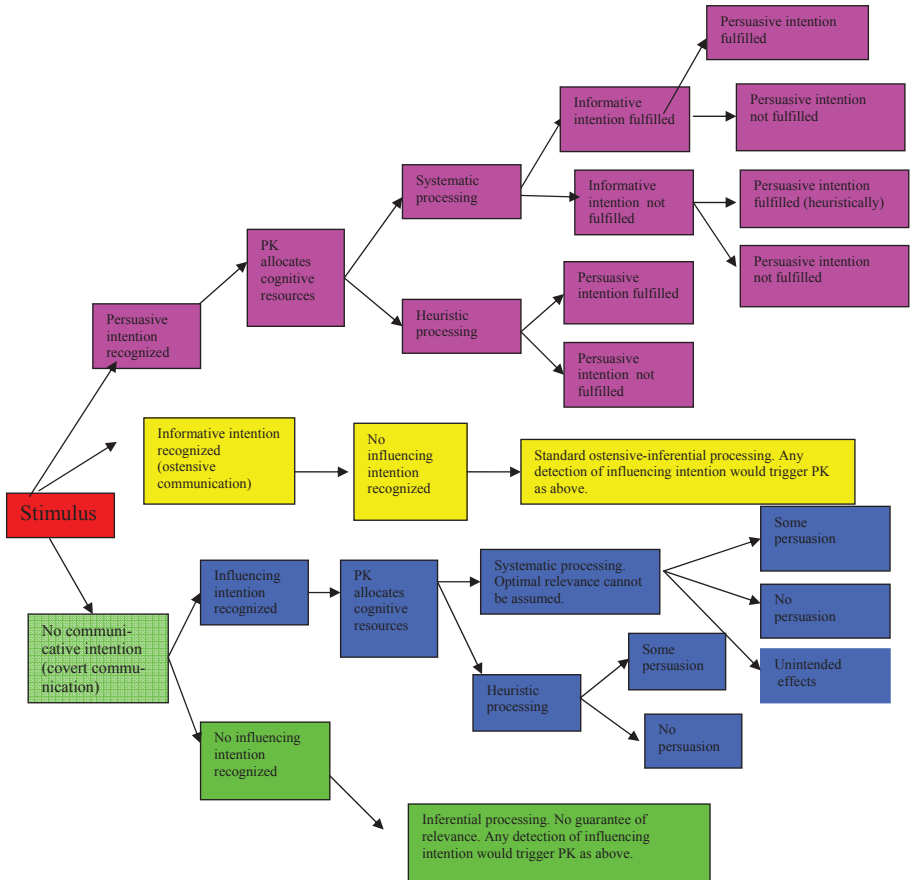 Persuasive intention
fulfilled
Informative
intention fulfilled
Persuasive intention
not fulfilled
Systematic
processing
Informative
intention  not
fulfilled
Persuasive intention
fulfilled (heuristically)
Persuasive intention
not fulfilled
PK
allocates
cognitive
resources
Persuasive
intention fulfilled
Heuristic
processing
Persuasive
intention  not
fulfilled
Persuasive
intention
recognized
Informative intention
recognized
(ostensive
communication)
No
influencing
intention
recognized
Standard ostensive-inferential processing. Any
detection of influencing intention would trigger PK
as above.
Stimulus
Some
persuasion
Influencing
intention
recognized
PK
allocates
cognitive
resources
Systematic processing.
Optimal relevance cannot
be assumed.
No
persuasion
No communi-
cative intention
(covert commu-
nication)
Some
persuasion
Unintended
effects
Heuristic
processing
No
persuasion
No influencing
intention
recognized
Inferential processing. No guarantee of
relevance. Any detection of influencing
intention would trigger PK as above.